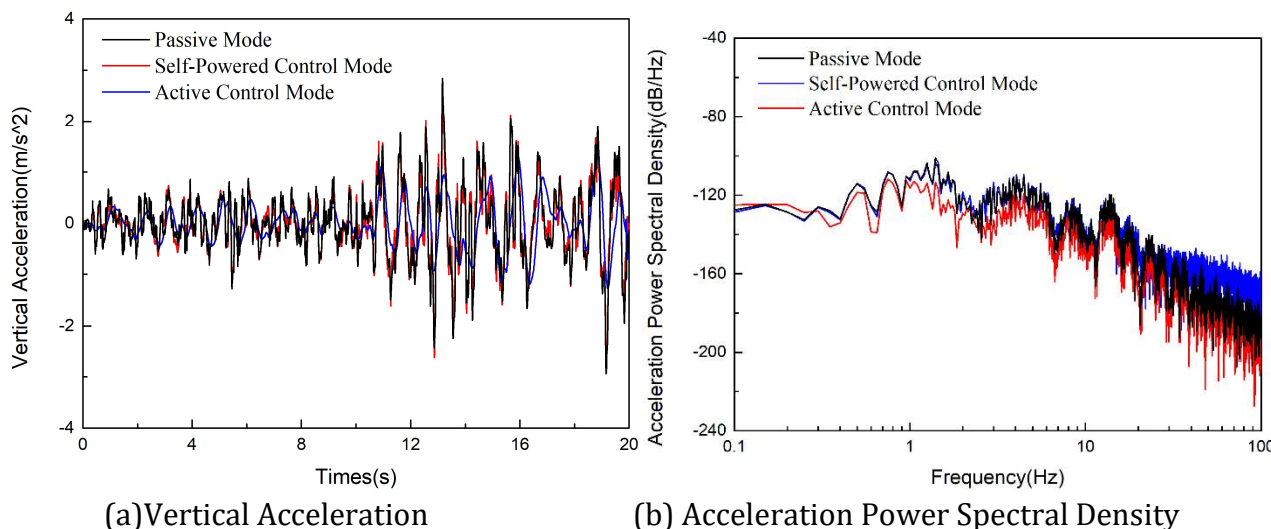 4
2
0
-2
-4
Vertical Acceleration(m/s^2)
Passive Mode
Self-Powered Control Mode
Active Control Mode
0 4 8 12 16 20
Times(s)
(a)Vertical Acceleration
-40
-80
-120
-160
-200
-240
Acceleration Power Spectral Density(dB/Hz)
Passive Mode
Self-Powered Control Mode
Active Control Mode
0.1 1 10 100
Frequency(Hz)
(b) Acceleration Power Spectral Density